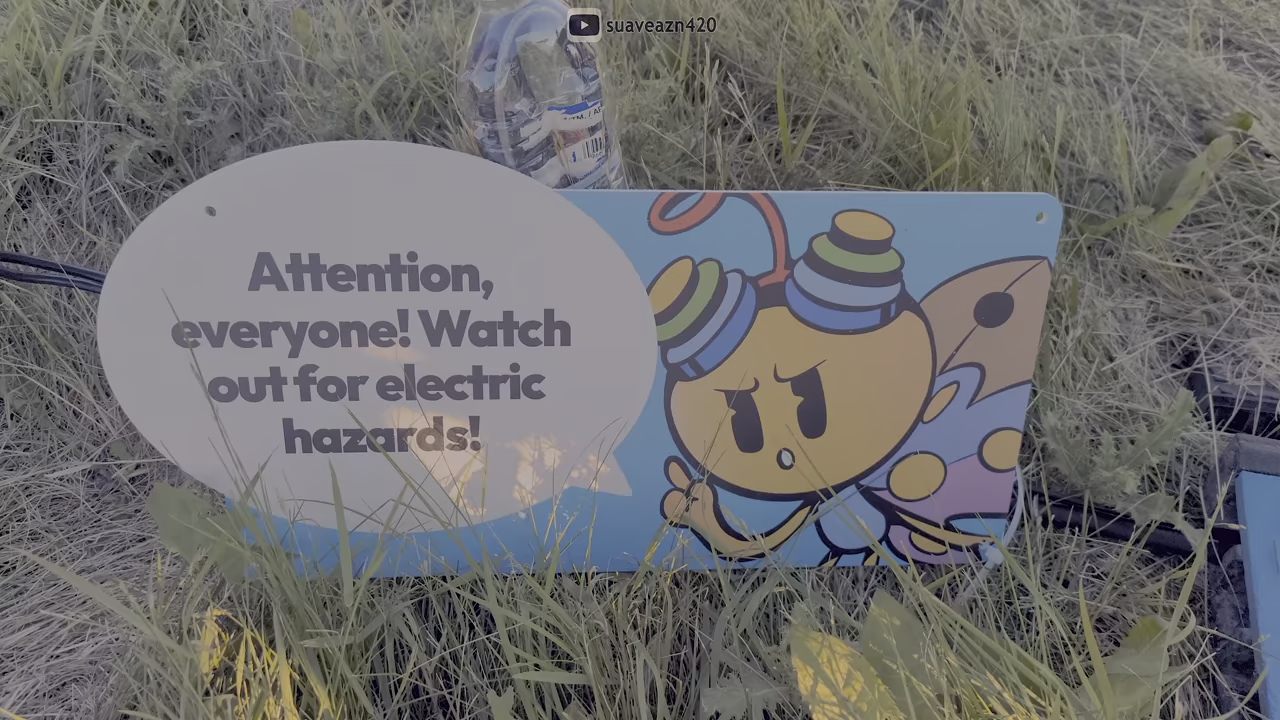 suaveazn420
Attention,
everyone! Watch
out for electric
hazards!